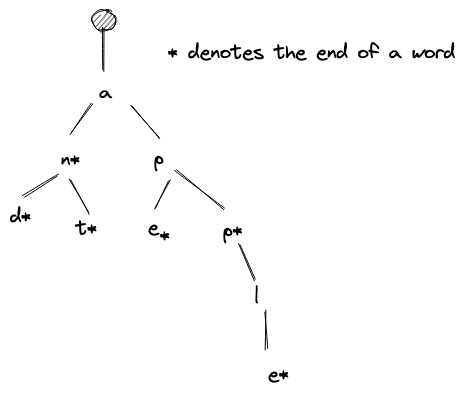 * denotes the end of a word
a
n* p
d* t* e* p*
l
e*